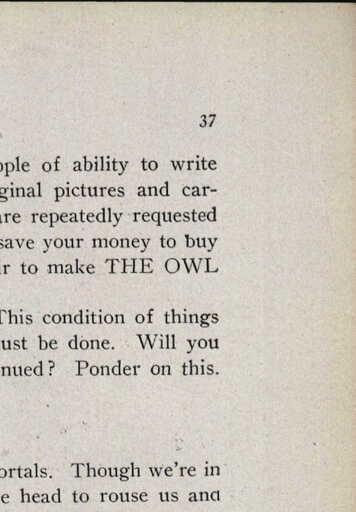 37
ople of ability to write
ginal pictures and car-
are repeatedly requested
save your money to buy
r to make THE OWL
This condition of things
ust be done. Will you
nued? Ponder on this.
ortals. Though we're in
e head to rouse us and